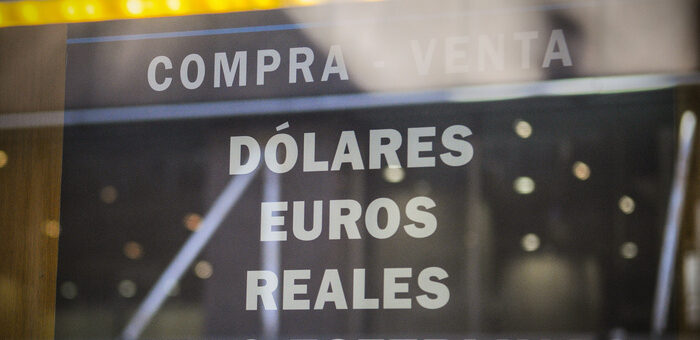 COMPRA - VENTA
DÓLARES
EUROS
REALES